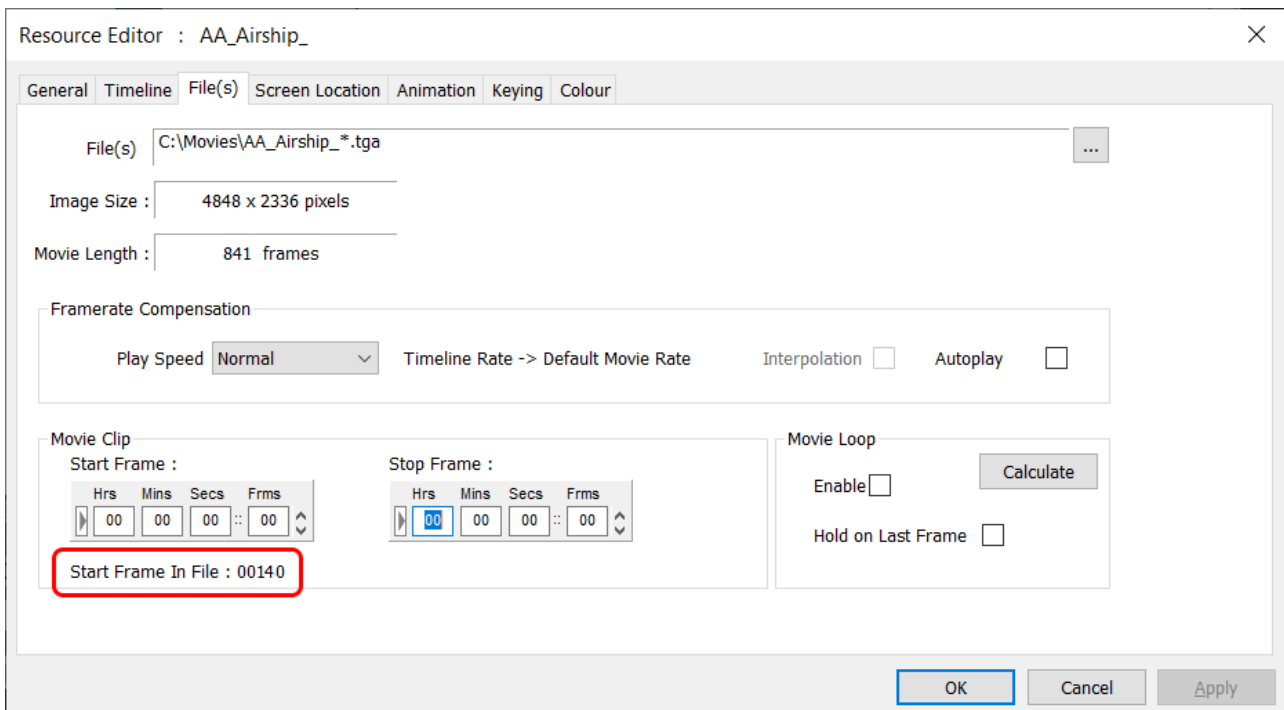 Resource Editor : AA_Airship_
General Timeline File(s) Screen Location Animation Keying Colour
File(s) C:\Movies\AA_Airship_*.tga ...
Image Size : 4848 x 2336 pixels
Movie Length : 841 frames
Framerate Compensation
Play Speed Normal Timeline Rate -> Default Movie Rate Interpolation Autoplay
Movie Clip
Start Frame :
Hrs Mins Secs Frms
00 00 00 :: 00
Start Frame In File : 00140
Stop Frame :
Hrs Mins Secs Frms
00 00 00 :: 00
Movie Loop
Enable
Calculate
Hold on Last Frame
OK Cancel Apply